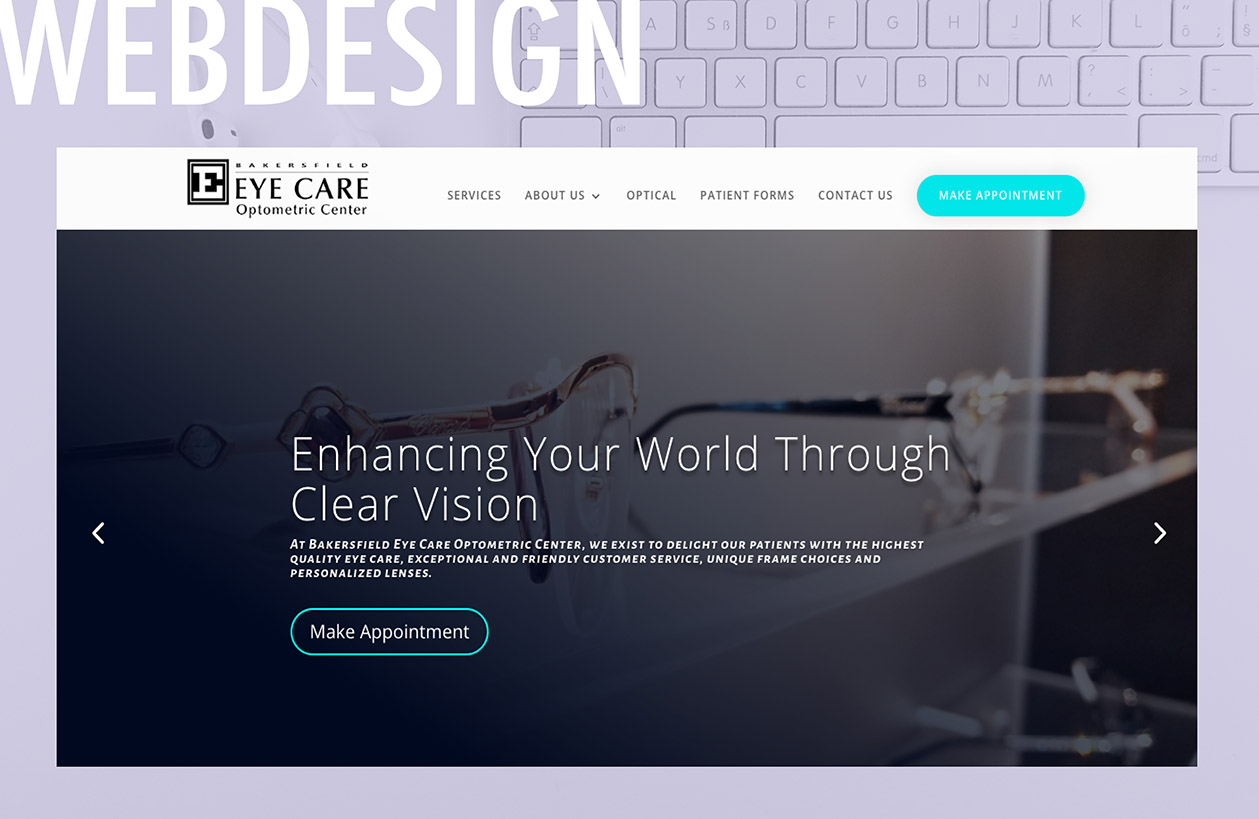 WEBDESIGN
A S ß D F G H J K L " õ : ;
\ Y X C V B N M ? < : . > - _
alt
cmd
BAKERSFIELD
EYE CARE
Optometric Center
E
SERVICES ABOUT US OPTICAL PATIENT FORMS CONTACT US MAKE APPOINTMENT
Enhancing Your World Through
Clear Vision
At Bakersfield Eye Care Optometric Center, we exist to delight our patients with the highest
quality eye care, exceptional and friendly customer service, unique frame choices and
personalized lenses.
Make Appointment